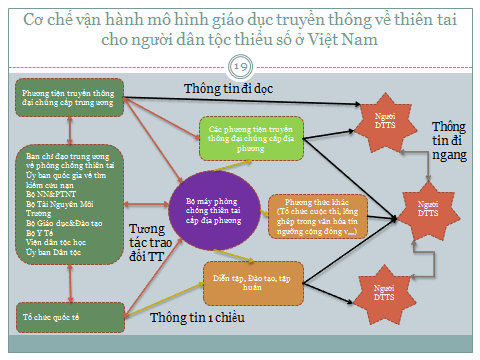 Cơ chế vận hành mô hình giáo dục truyền thông về thiên tai
cho người dân tộc thiểu số ở Việt Nam
19
Phương tiện truyền thông
đại chúng cấp trung ương
Thông tin đi dọc
Người
DTTS
Các phương tiện truyền
thông đại chúng cấp địa
phương
Thông
tin đi
ngang
Ban chỉ đạo trung ương
về phòng chống thiên tai
Ủy ban quốc gia về tìm
kiếm cứu nạn
Bộ NN&PTNT
Bộ Tài Nguyên Môi
Trường
Bộ Giáo dục&Đào tạo
Bộ Y Tế
Viện dân tộc học
Ủy ban Dân tộc
Bộ máy phòng
chống thiên tai
cấp địa phương
Phương thức khác
(Tổ chức cuộc thi, lồng
ghép trong văn hóa tín
ngưỡng cộng đồng
Người
DTTS
Tương
tác trao
đổi TT
Diễn tập, Đào tạo, tập
huấn
Người
DTTS
Tổ chức quốc tế
Thông tin 1 chiều